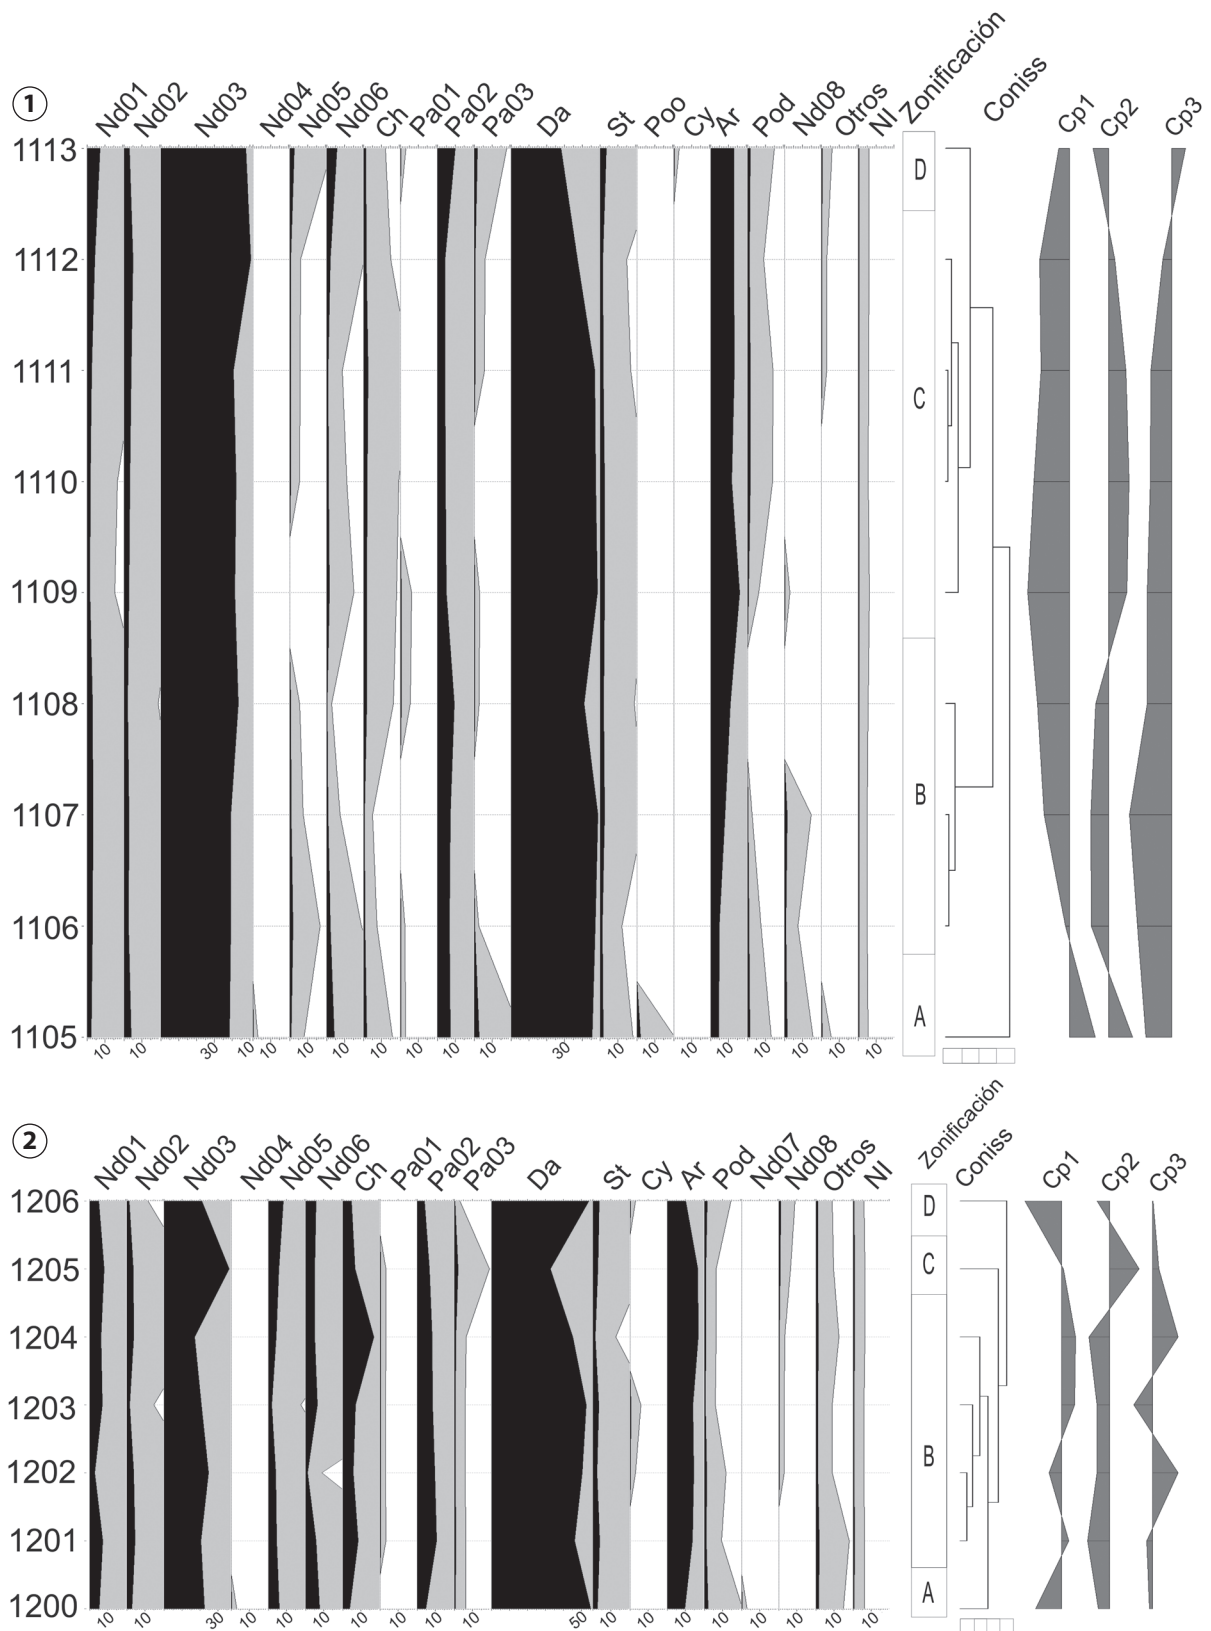 1
Nd01 Nd02 Nd03 Nd04 Nd05 Nd06 Ch Pa01 Pa02 Pa03 Da St Poo Cy Ar Pod Nd08 Otros NI Zonificación Coniss Cp1 Cp2 Cp3
1113
D
1112
1111
C
1110
1109
1108
B
1107
1106
A
1105
10 10 30 10 10 10 10 10 10 10 10 30 10 10 10 10 10 10 10 10
2
Nd01 Nd02 Nd03 Nd04 Nd05 Nd06 Ch Pa01 Pa02 Pa03 Da St Cy Ar Pod Nd07 Nd08 Otros NI Zonificación Coniss Cp1 Cp2 Cp3
1206
D
1205
C
1204
1203
B
1202
1201
A
1200
10 10 30 10 10 10 10 10 10 10 50 10 10 10 10 10 10 10 10